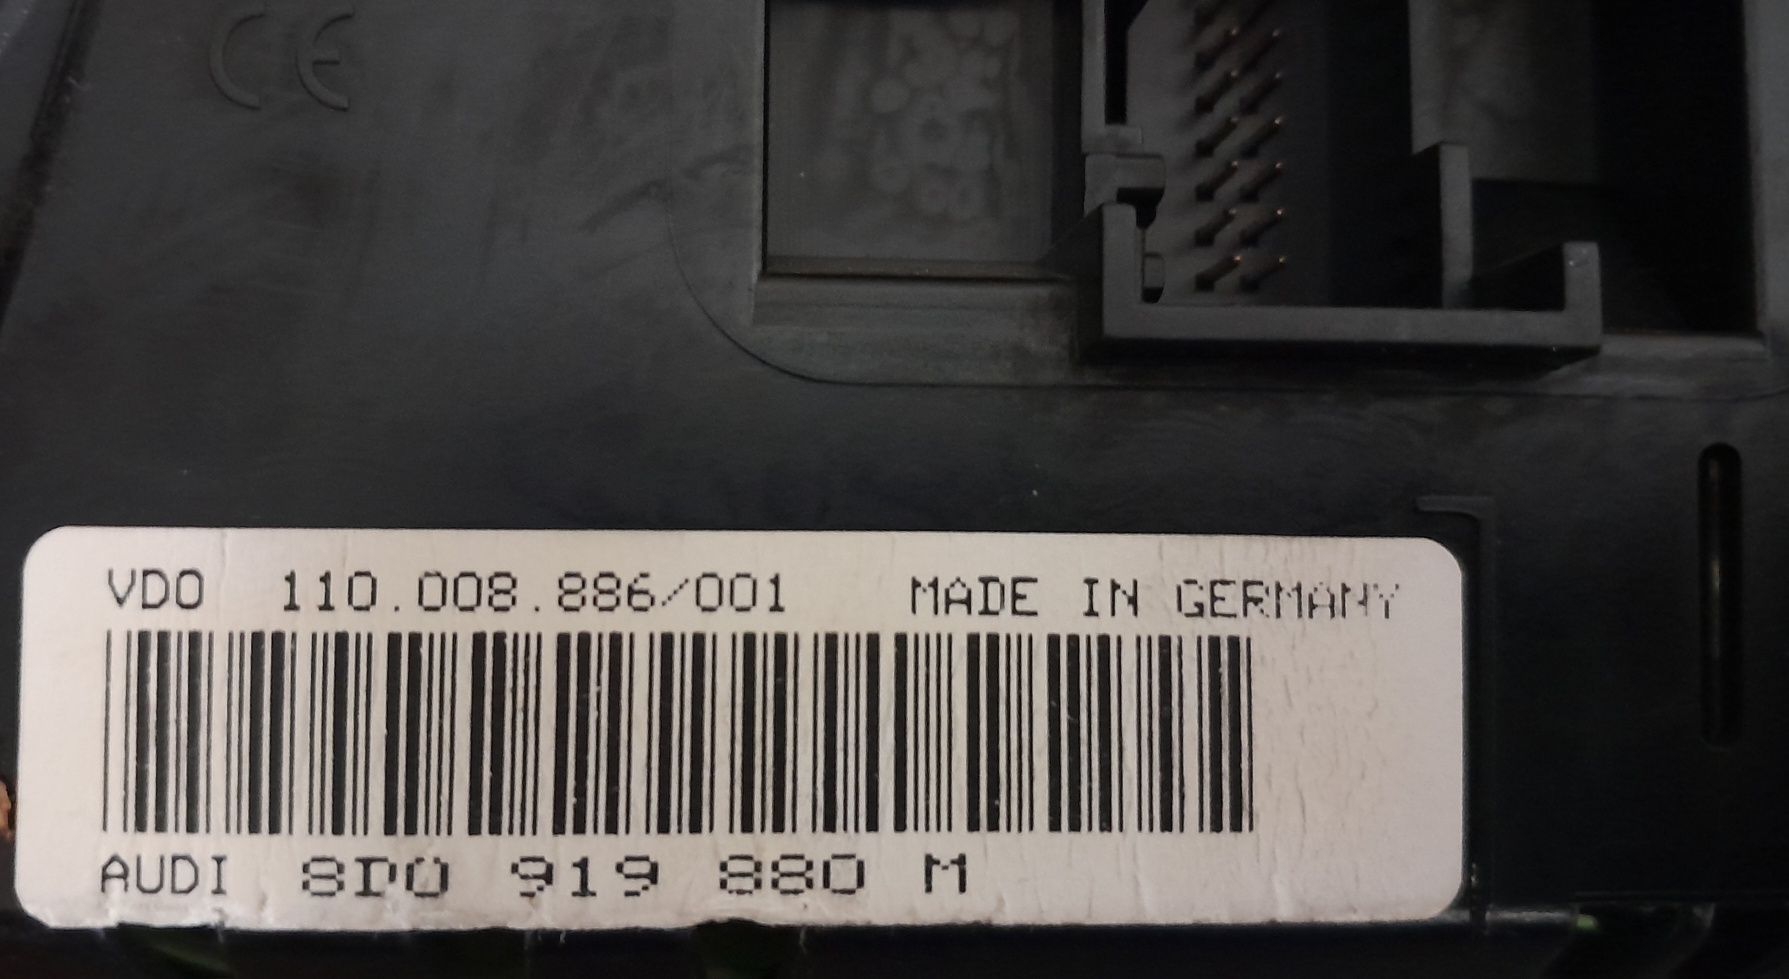 CE
VDO 110.008.886/001 MADE IN GERMANY
AUDI 8D0 919 880 M